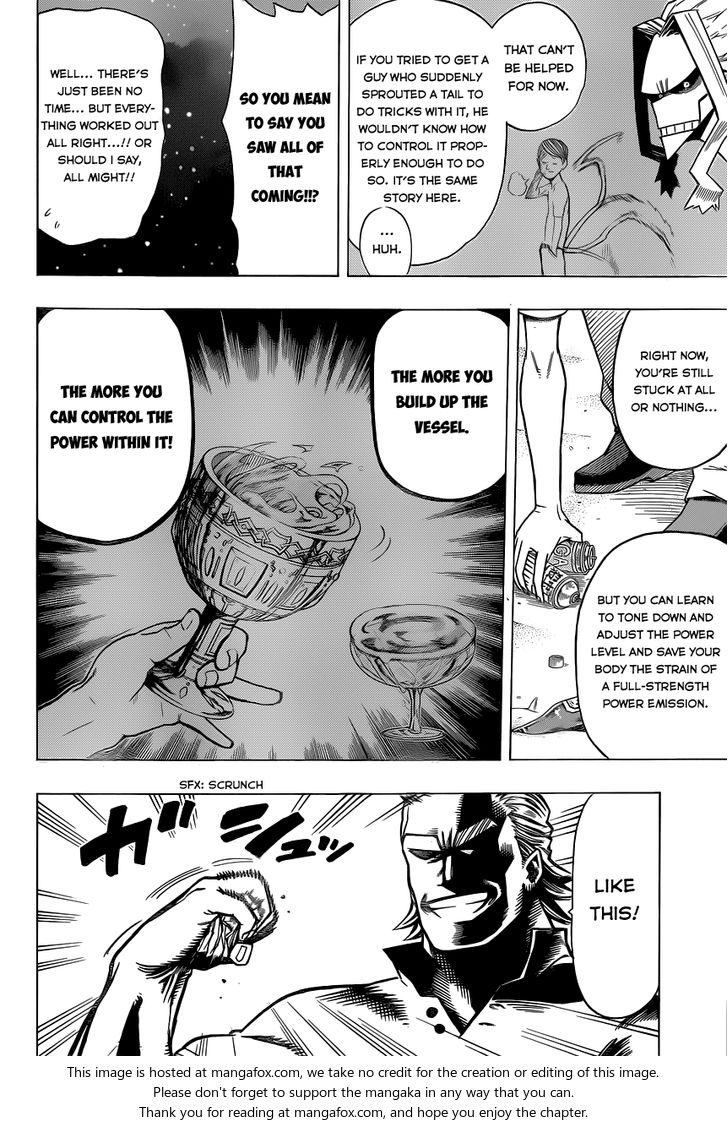 THAT CAN'T
BE HELPED
FOR NOW.
IF YOU TRIED TO GET A
GUY WHO SUDDENLY
SPROUTED A TAIL TO
DO TRICKS WITH IT, HE
WOULDN'T KNOW HOW
TO CONTROL IT PROP-
ERLY ENOUGH TO DO
SO. IT'S THE SAME
STORY HERE.
...
HUH.
SO YOU MEAN
TO SAY YOU
SAW ALL OF
THAT
COMING!!?
WELL... THERE'S
JUST BEEN NO
TIME... BUT EVERY-
THING WORKED OUT
ALL RIGHT...!! OR
SHOULD I SAY,
ALL MIGHT!!
RIGHT NOW,
YOU'RE STILL
STUCK AT ALL
OR NOTHING...
BUT YOU CAN LEARN
TO TONE DOWN AND
ADJUST THE POWER
LEVEL AND SAVE YOUR
BODY THE STRAIN OF
A FULL-STRENGTH
POWER EMISSION.
THE MORE YOU
BUILD UP THE
VESSEL.
THE MORE YOU
CAN CONTROL THE
POWER WITHIN IT!
SFX: SCRUNCH
ガシュッ
LIKE
THIS!
This image is hosted at mangafox.com, we take no credit for the creation or editing of this image.
Please don't forget to support the mangaka in any way that you can.
Thank you for reading at mangafox.com, and hope you enjoy the chapter.